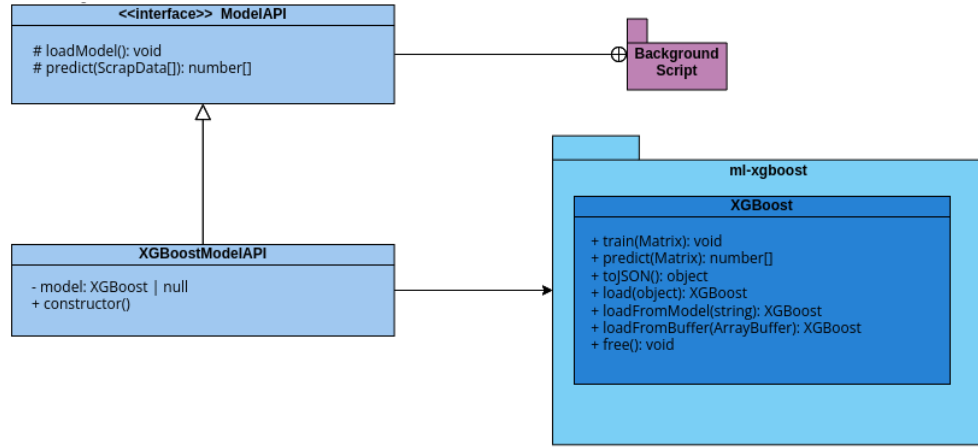 <<interface>> ModelAPI
# loadModel(): void
# predict(ScrapData[]): number[]
Background
Script
ml-xgboost
XGBoost
+ train(Matrix): void
+ predict(Matrix): number[]
+ toJSON(): object
+ load(object): XGBoost
+ loadFromModel(string): XGBoost
+ loadFromBuffer(ArrayBuffer): XGBoost
+ free(): void
XGBoostModelAPI
- model: XGBoost | null
+ constructor()